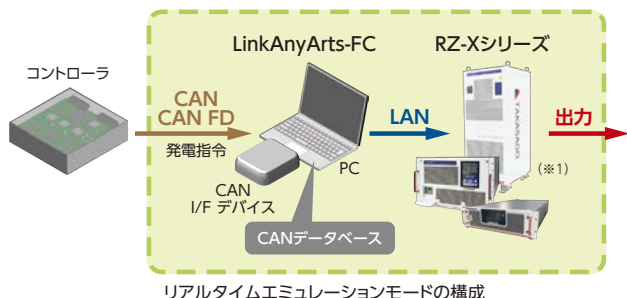 LinkAnyArts-FC
RZ-Xシリーズ
コントローラ
CAN
CAN FD
発電指令
LAN
出力
TAKASAGO
(※1)
PC
CAN
I/F デバイス
CANデータベース
リアルタイムエミュレーションモードの構成